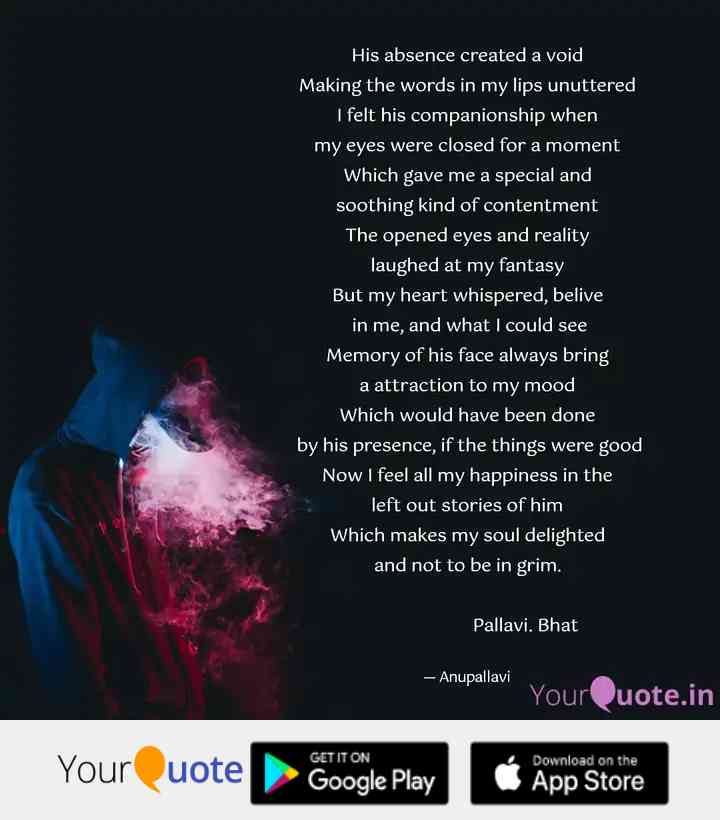 His absence created a void
Making the words in my lips unuttered
I felt his companionship when
my eyes were closed for a moment
Which gave me a special and
soothing kind of contentment
The opened eyes and reality
laughed at my fantasy
But my heart whispered, belive
in me, and what I could see
Memory of his face always bring
a attraction to my mood
Which would have been done
by his presence, if the things were good
Now I feel all my happiness in the
left out stories of him
Which makes my soul delighted
and not to be in grim.
Pallavi. Bhat
— Anupallavi
YourQuote.in
YourQuote
GET IT ON
Google Play
Download on the
App Store